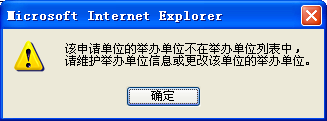 Microsoft Internet Explorer
该申请单位的举办单位不在举办单位列表中，
请维护举办单位信息或更改该单位的举办单位。
确定